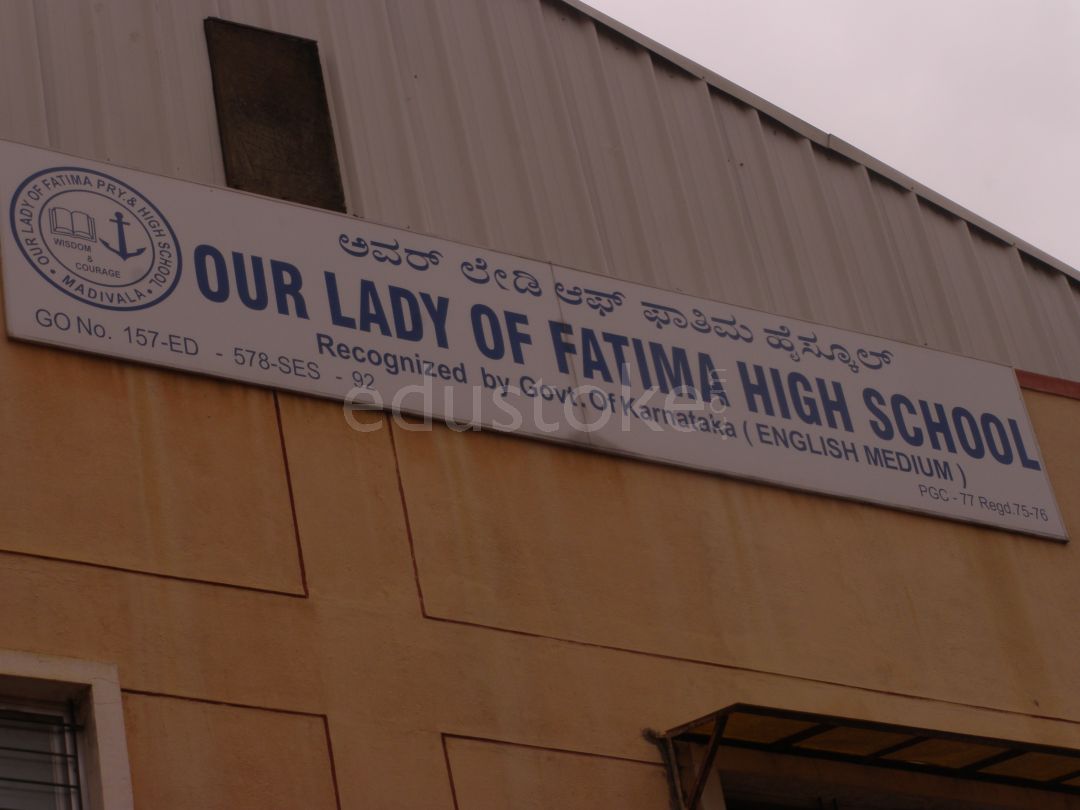 OUR LADY OF FATIMA PRY.& HIGH SCHOOL
WISDOM
&
COURAGE
• MADIVALA •
ಅವರ್ ಲೇಡಿ ಆಫ್ ಫಾತಿಮ ಹೈಸ್ಕೂಲ್
OUR LADY OF FATIMA HIGH SCHOOL
GO No. 157-ED - 578-SES - 92
Recognized by Govt. Of Karnataka ( ENGLISH MEDIUM )
PGC - 77 Regd.75-76
edustoke